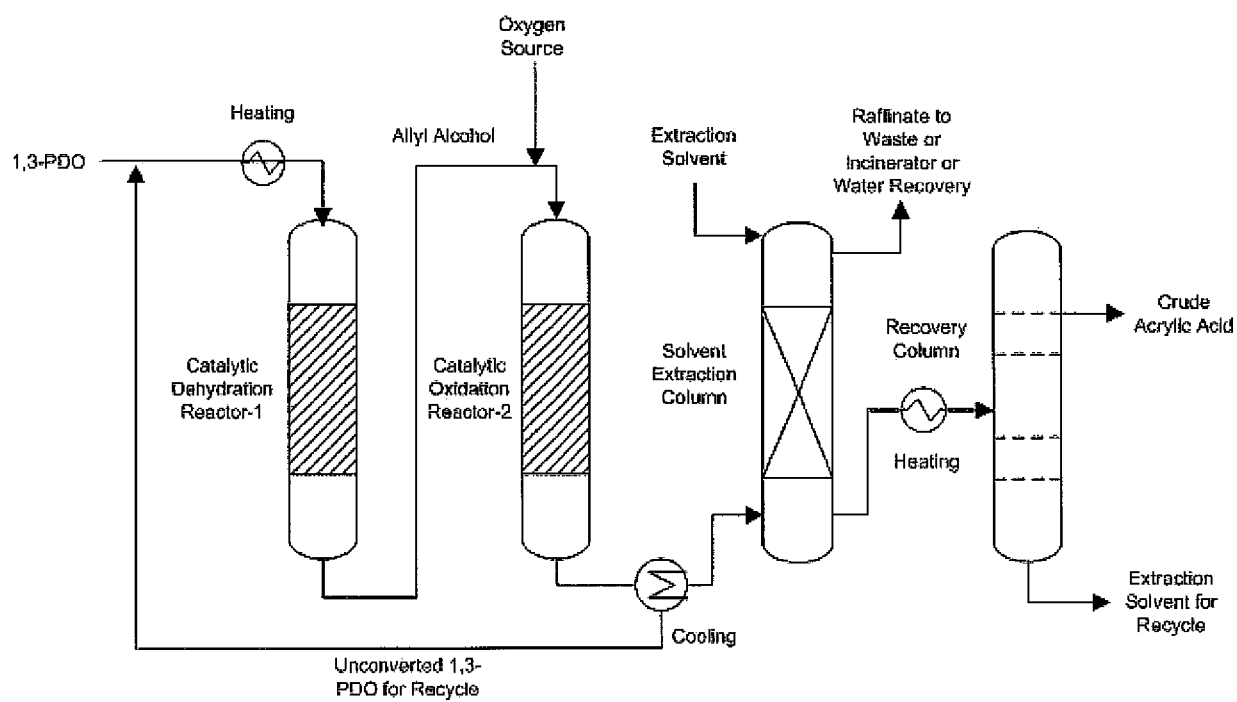 Oxygen
Source
Heating
1,3-PDO
Allyl Alcohol
Extraction
Solvent
Raffinate to
Waste or
Incinerator or
Water Recovery
Catalytic
Dehydration
Reactor-1
Catalytic
Oxidation
Reactor-2
Solvent
Extraction
Column
Recovery
Column
Heating
Crude
Acrylic Acid
Cooling
Extraction
Solvent for
Recycle
Unconverted 1,3-
PDO for Recycle